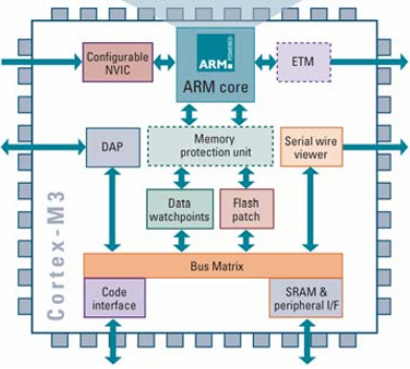 Configurable
NVIC
ARM
POWERED
ARM core
ETM
DAP
Memory
protection unit
Serial wire
viewer
Data
watchpoints
Flash
patch
Bus Matrix
Code
interface
SRAM &
peripheral I/F
Cortex-M3